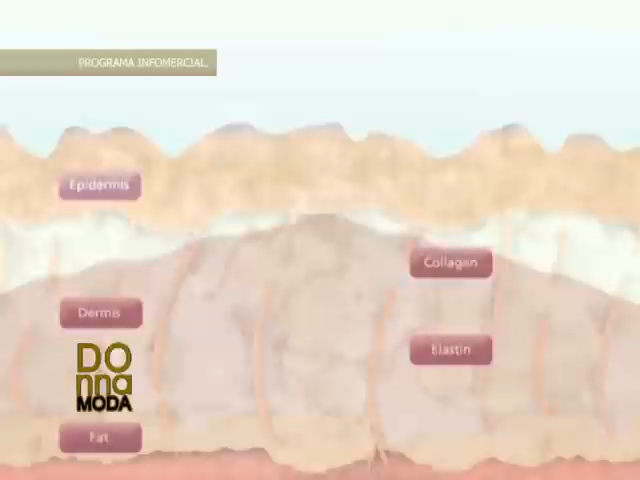 PROGRAMA INFOMERCIAL.
Epidermis
Collagen
Dermis
Elastin
DO
nna
MODA
Fat